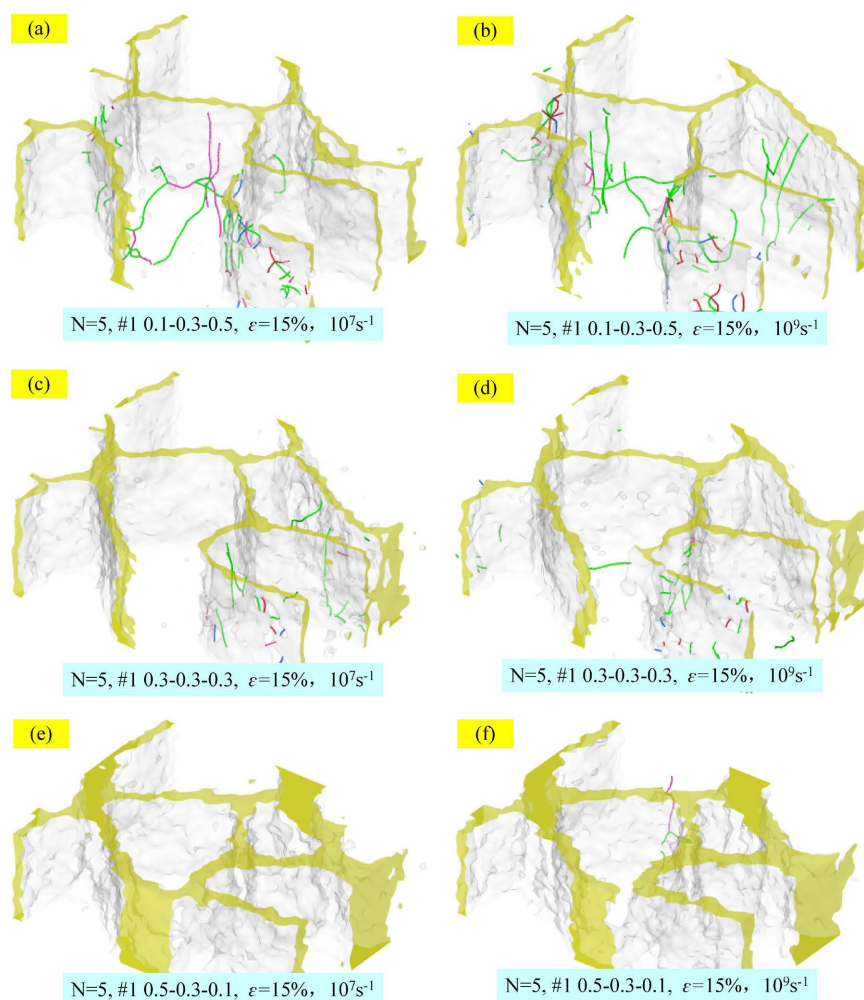 (a)
(b)
N=5, #1 0.1-0.3-0.5, ε=15%，10⁷s⁻¹
N=5, #1 0.1-0.3-0.5, ε=15%，10⁹s⁻¹
(c)
(d)
N=5, #1 0.3-0.3-0.3, ε=15%，10⁷s⁻¹
N=5, #1 0.3-0.3-0.3, ε=15%，10⁹s⁻¹
(e)
(f)
N=5, #1 0.5-0.3-0.1, ε=15%，10⁷s⁻¹
N=5, #1 0.5-0.3-0.1, ε=15%，10⁹s⁻¹